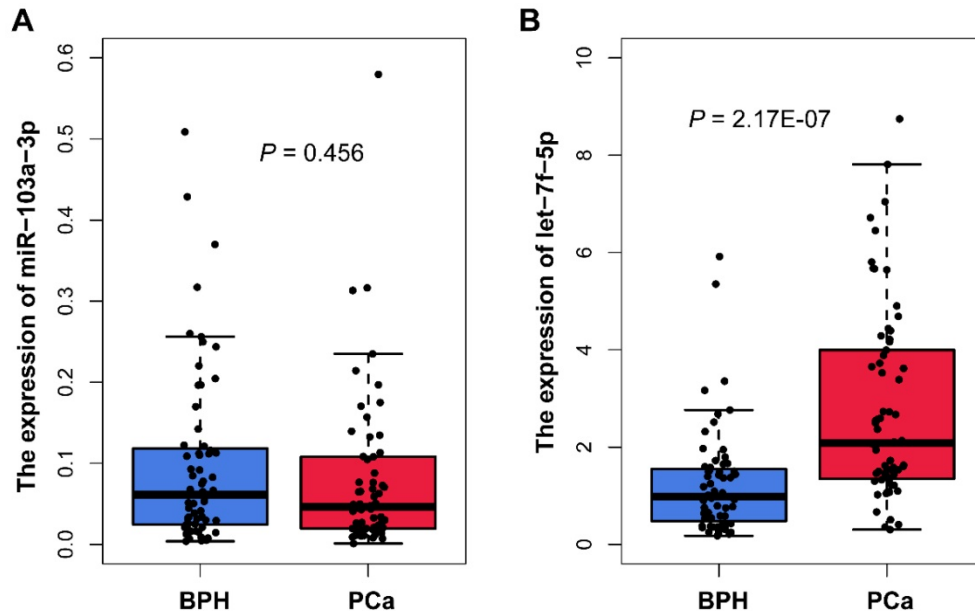 A
The expression of miR-103a-3p
0.6
0.5
0.4
0.3
0.2
0.1
0.0
P = 0.456
BPH
PCa
B
The expression of let-7f-5p
10
8
6
4
2
0
P = 2.17E-07
BPH
PCa